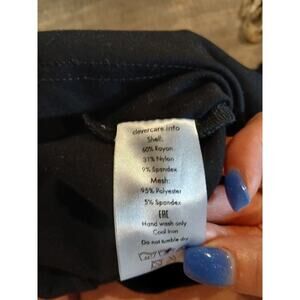 clevercare.info
Shell:
60% Rayon
31% Nylon
9% Spandex
Mesh:
95% Polyester
5% Spandex
EAC
Hand wash only
Cool Iron
Do not tumble dry